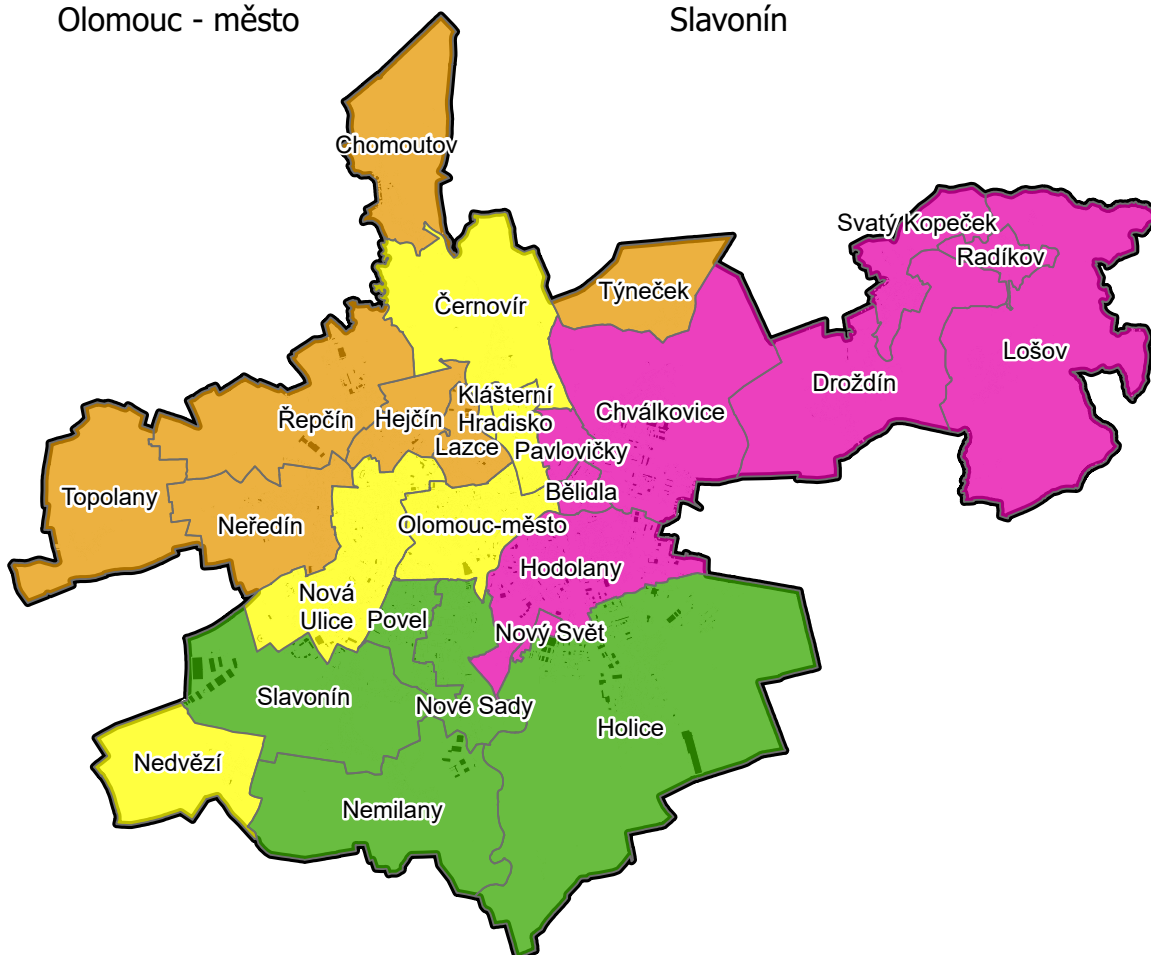 Olomouc - město
Slavonín
Chomoutov
Svatý Kopeček
Radíkov
Týneček
Černovír
Lošov
Droždín
Klášterní
Hradisko
Chválkovice
Řepčín
Hejčín
Lazce
Pavlovičky
Topolany
Bělidla
Neředín
Olomouc-město
Hodolany
Nová
Ulice
Povel
Nový Svět
Slavonín
Nové Sady
Holice
Nedvězí
Nemilany